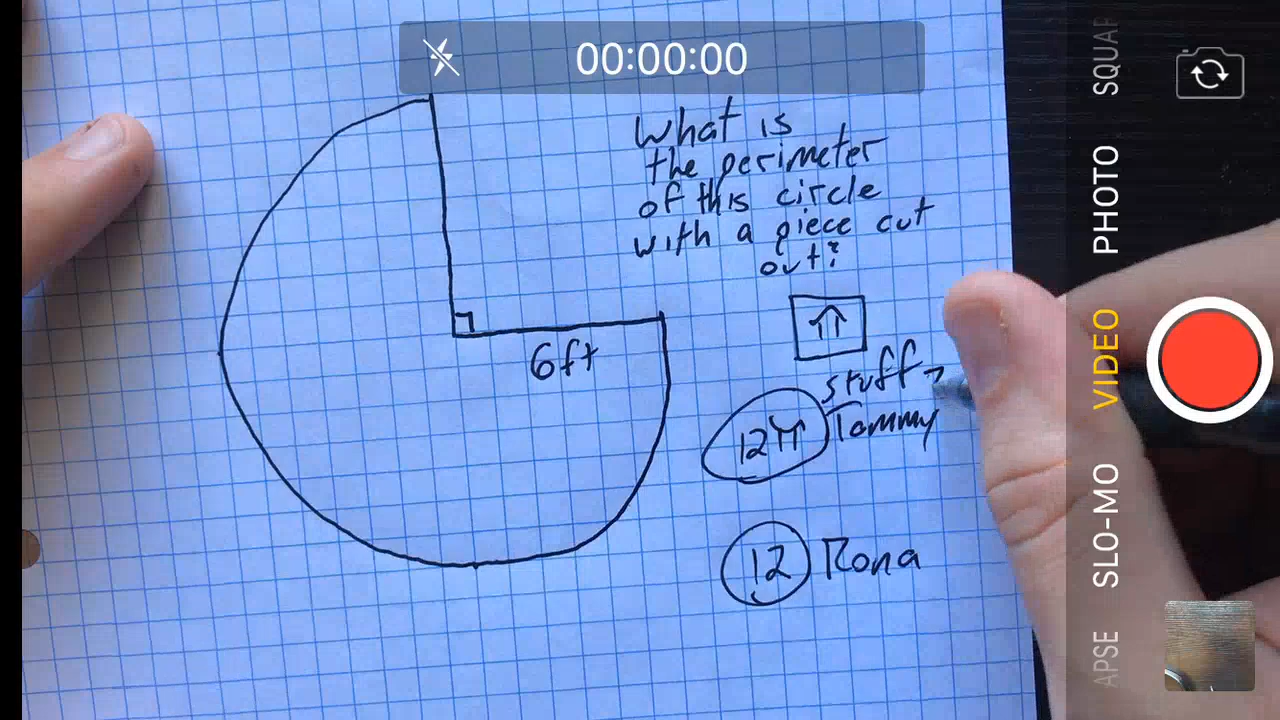 00:00:00
What is
the perimeter
of this circle
with a piece cut
out?
π
stuff
12π Tommy
6ft
12 Rona
SQUAR
PHOTO
VIDEO
SLO-MO
APSE